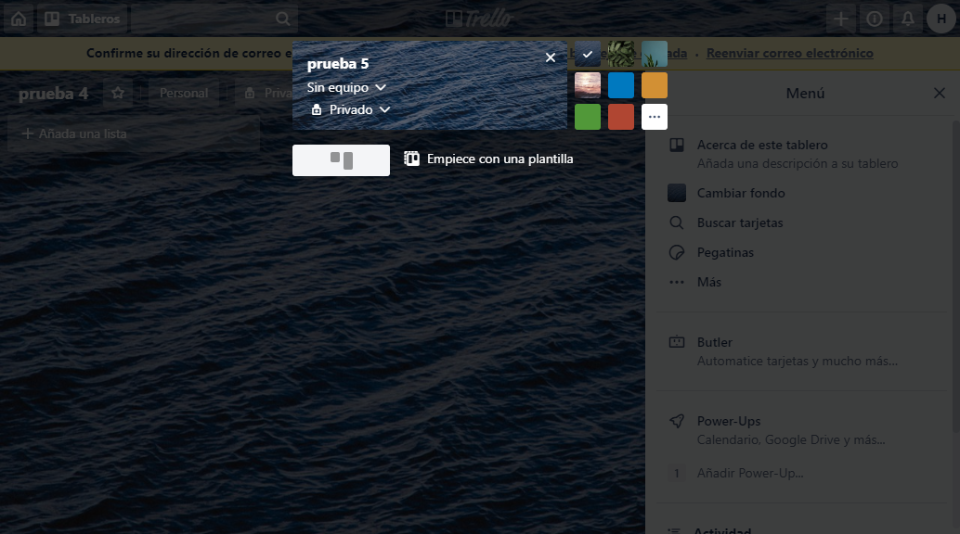 Tableros
Trello
H
Confirme su dirección de correo e
Reenviar correo electrónico
prueba 5
Sin equipo
Privado
prueba 4
Personal
Priva
Añada una lista
Empiece con una plantilla
Menú
Acerca de este tablero
Añada una descripción a su tablero
Cambiar fondo
Buscar tarjetas
Pegatinas
Más
Butler
Automatice tarjetas y mucho más...
Power-Ups
Calendario, Google Drive y más...
1 Añadir Power-Up...
Actividad